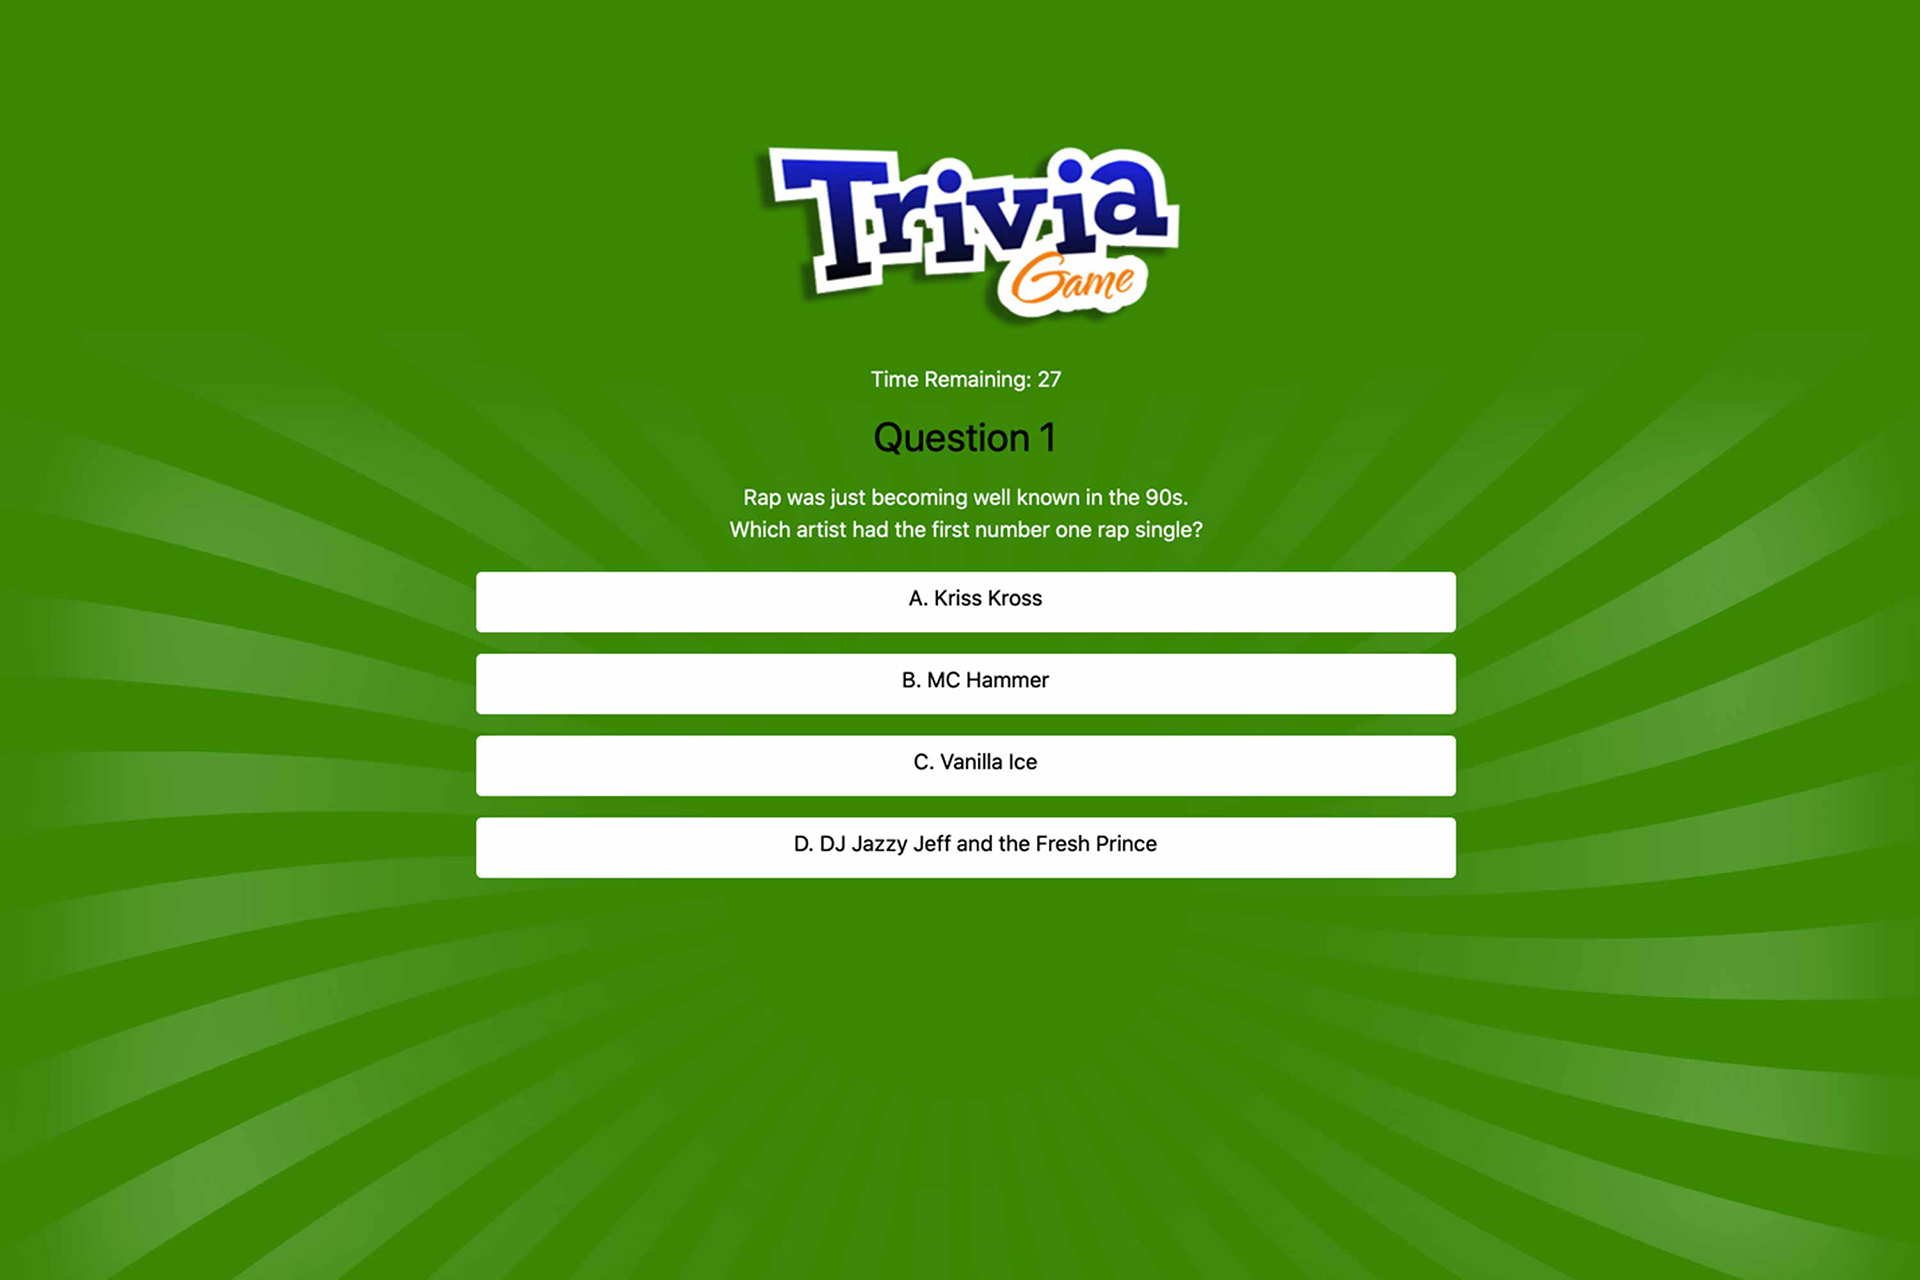 Trivia
Game
Time Remaining: 27
Question 1
Rap was just becoming well known in the 90s.
Which artist had the first number one rap single?
A. Kriss Kross
B. MC Hammer
C. Vanilla Ice
D. DJ Jazzy Jeff and the Fresh Prince